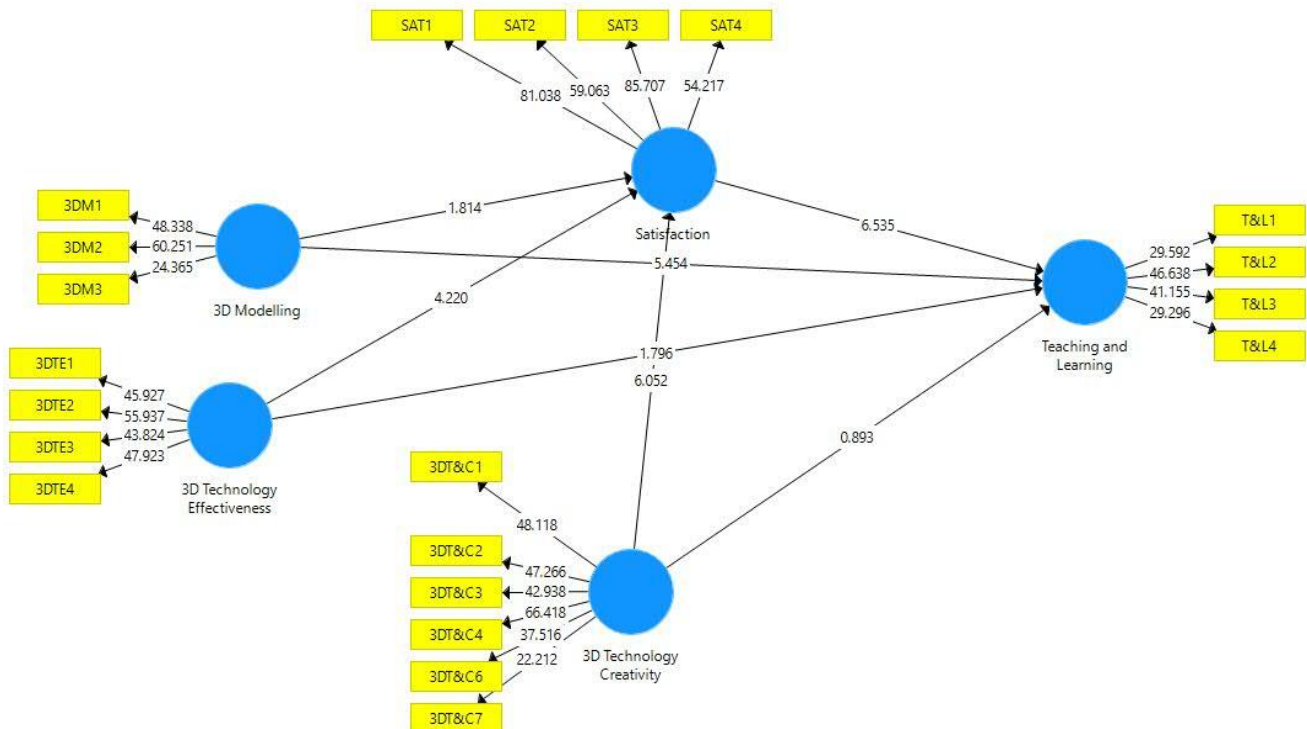 SAT1
SAT2
SAT3
SAT4
81.038
59.063
85.707
54.217
Satisfaction
3DM1
3DM2
3DM3
48.338
60.251
24.365
3D Modelling
1.814
5.454
6.535
4.220
1.796
6.052
0.893
T&L1
T&L2
T&L3
T&L4
29.592
46.638
41.155
29.296
Teaching and
Learning
3DTE1
3DTE2
3DTE3
3DTE4
45.927
55.937
43.824
47.923
3D Technology
Effectiveness
3DT&C1
3DT&C2
3DT&C3
3DT&C4
3DT&C6
3DT&C7
48.118
47.266
42.938
66.418
37.516
22.212
3D Technology
Creativity